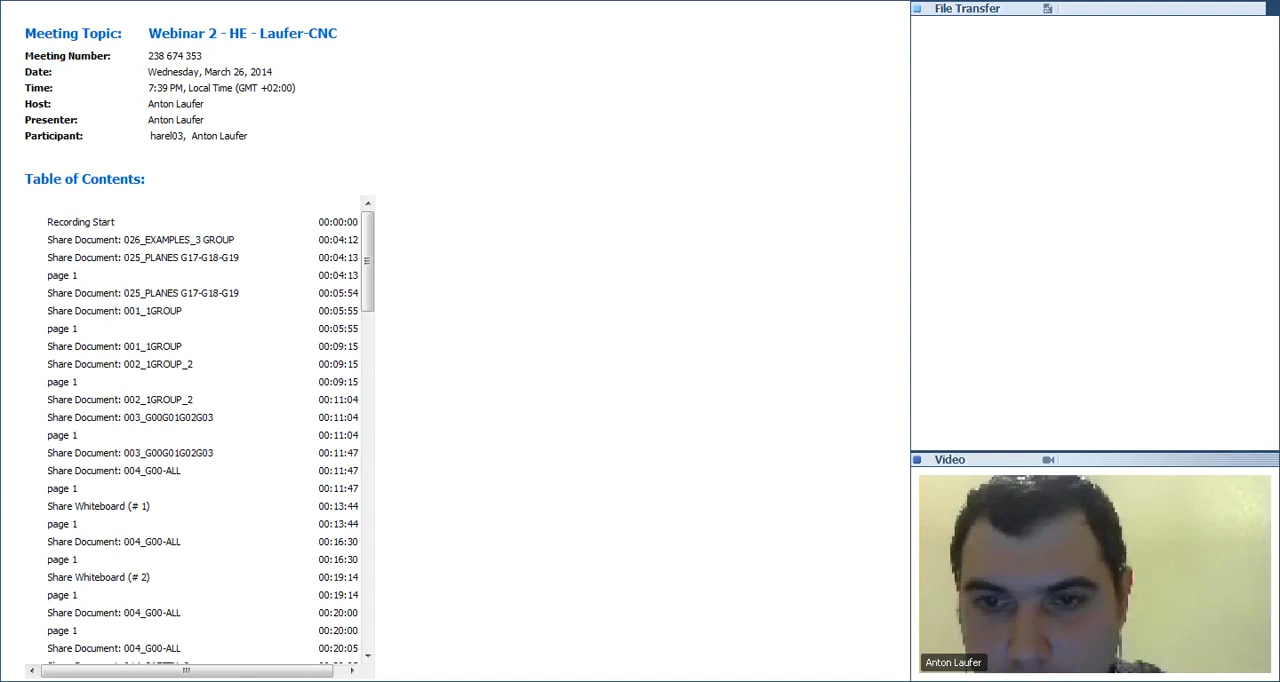 File Transfer
Meeting Topic: Webinar 2 - HE - Laufer-CNC
Meeting Number: 238 674 353
Date: Wednesday, March 26, 2014
Time: 7:39 PM, Local Time (GMT +02:00)
Host: Anton Laufer
Presenter: Anton Laufer
Participant: harel03, Anton Laufer
Table of Contents:
Recording Start 00:00:00
Share Document: 026_EXAMPLES_3 GROUP 00:04:12
Share Document: 025_PLANES G17-G18-G19 00:04:13
page 1 00:04:13
Share Document: 025_PLANES G17-G18-G19 00:05:54
Share Document: 001_1GROUP 00:05:55
page 1 00:05:55
Share Document: 001_1GROUP 00:09:15
Share Document: 002_1GROUP_2 00:09:15
page 1 00:09:15
Share Document: 002_1GROUP_2 00:11:04
Share Document: 003_G00G01G02G03 00:11:04
page 1 00:11:04
Share Document: 003_G00G01G02G03 00:11:47
Share Document: 004_G00-ALL 00:11:47
page 1 00:11:47
Share Whiteboard (# 1) 00:13:44
page 1 00:13:44
Share Document: 004_G00-ALL 00:16:30
page 1 00:16:30
Share Whiteboard (# 2) 00:19:14
page 1 00:19:14
Share Document: 004_G00-ALL 00:20:00
page 1 00:20:00
Share Document: 004_G00-ALL 00:20:05
Video
Anton Laufer